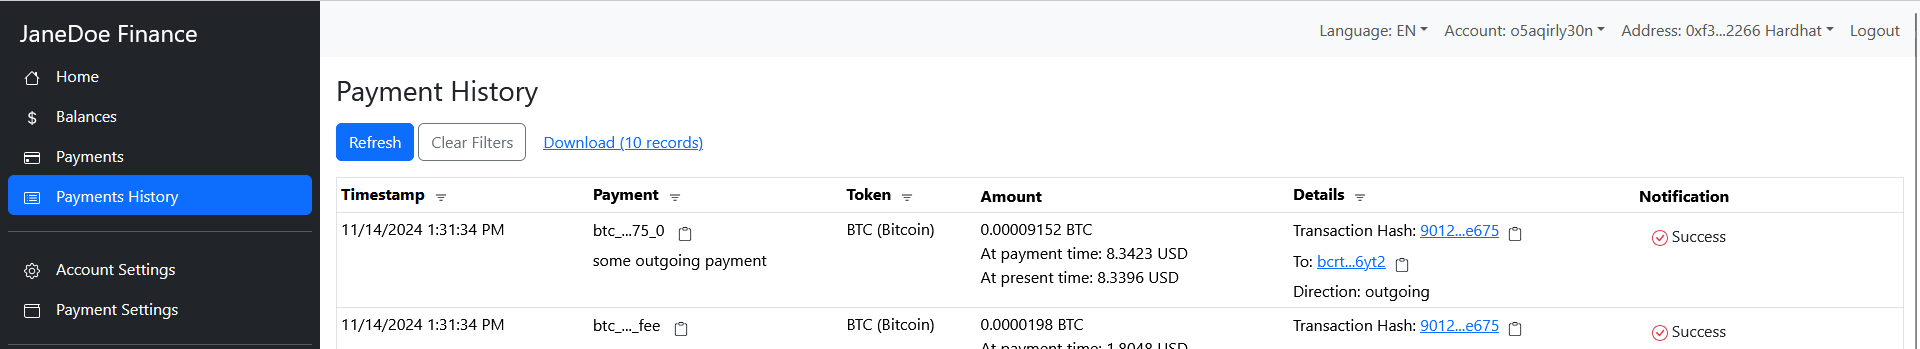 JaneDoe Finance
Language: EN
Account: o5aqirly30n
Address: 0xf3...2266 Hardhat
Logout
Home
Balances
Payments
Payments History
Account Settings
Payment Settings
Payment History
Refresh
Clear Filters
Download (10 records)
Timestamp Payment Token Amount Details Notification
11/14/2024 1:31:34 PM btc_...75_0 BTC (Bitcoin) 0.00009152 BTC Transaction Hash: 9012...e675 Success
some outgoing payment At payment time: 8.3423 USD To: bcrt...6yt2
At present time: 8.3396 USD Direction: outgoing
11/14/2024 1:31:34 PM btc_..._fee BTC (Bitcoin) 0.0000198 BTC Transaction Hash: 9012...e675 Success
At payment time: 1.8048 USD